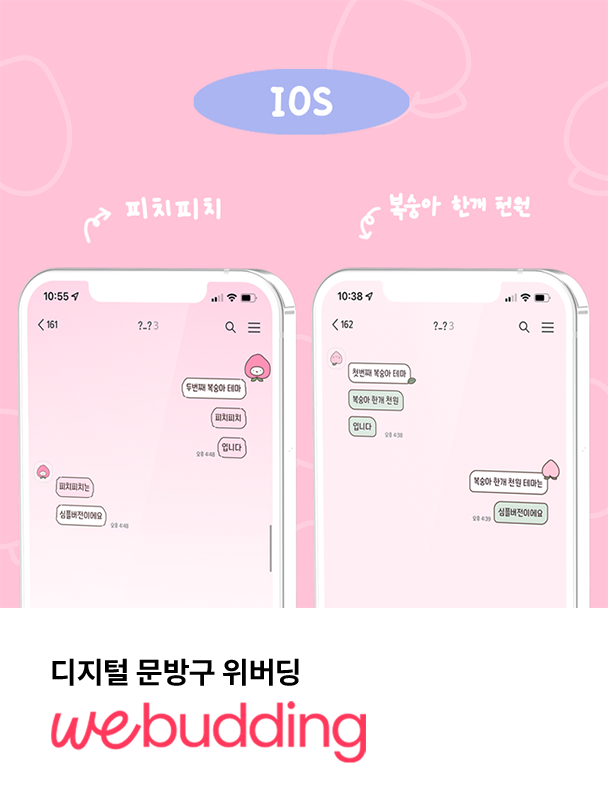 IOS
피치피치
복숭아 한개 천원
10:55
161
?_? 3
두번째 복숭아 테마
피치피치
입니다
오후 4:48
피치피치는
심플버전이에요
오후 4:48
10:38
162
?_? 3
첫번째 복숭아 테마
복숭아 한개 천원
입니다
오후 4:38
복숭아 한개 천원 테마는
심플버전이에요
오후 4:39
디지털 문방구 위버딩
webudding